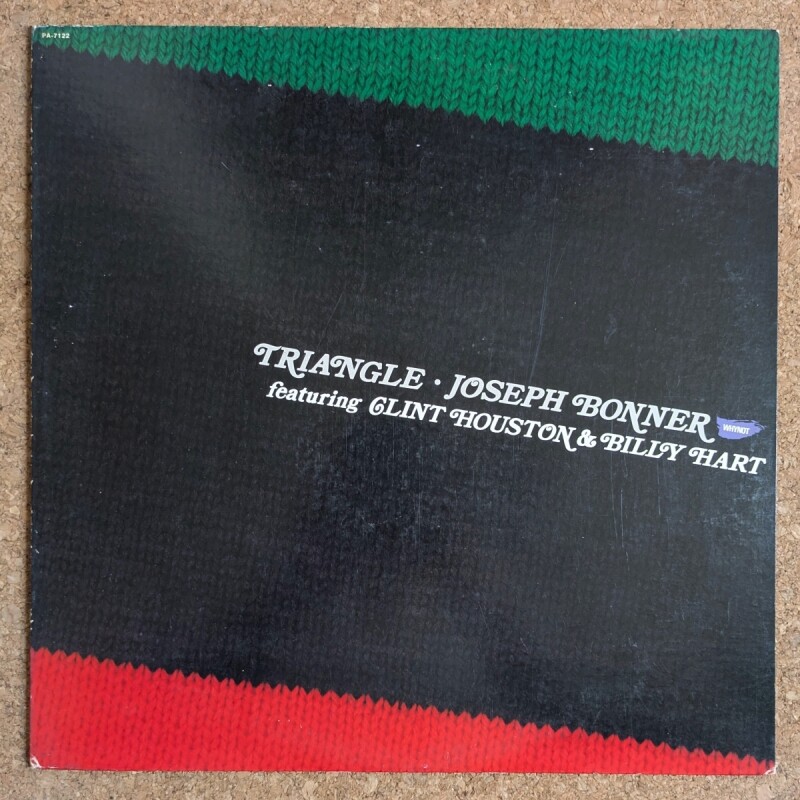 PA-7122
TRIANGLE · JOSEPH BONNER
WHYNOT
featuring CLINT HOUSTON & BILLY HART